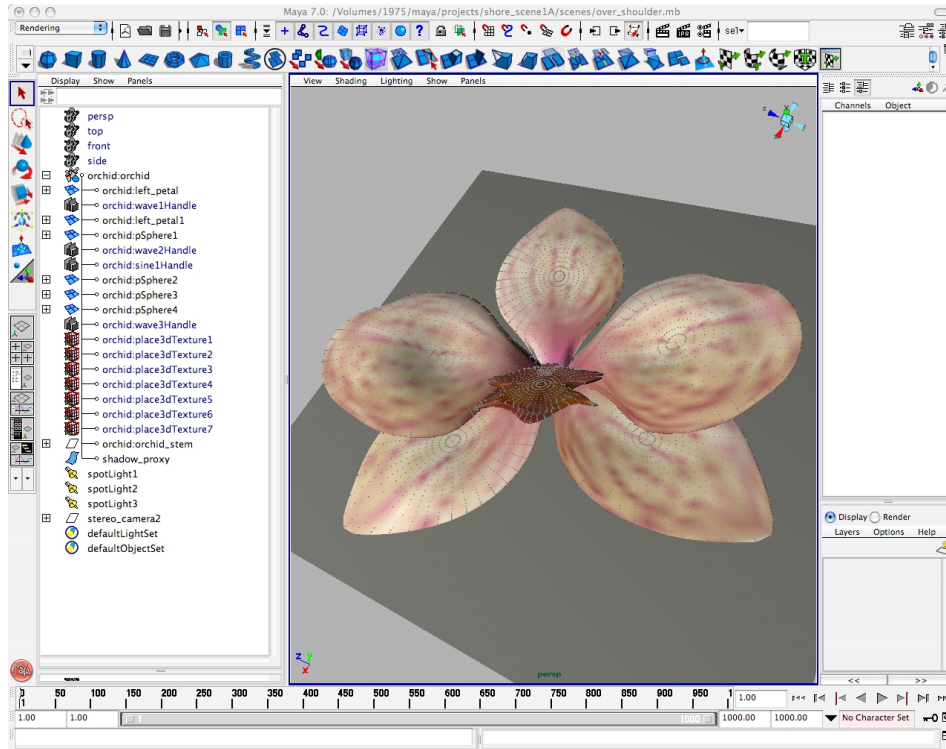 Maya 7.0: /Volumes/1975/maya/projects/shore_scene1A/scenes/over_shoulder.mb
Rendering
sel
Display Show Panels
View Shading Lighting Show Panels
Channels Object
persp
top
front
side
orchid:orchid
orchid:left_petal
orchid:wave1Handle
orchid:left_petal1
orchid:pSphere1
orchid:wave2Handle
orchid:sine1Handle
orchid:pSphere2
orchid:pSphere3
orchid:pSphere4
orchid:wave3Handle
orchid:place3dTexture1
orchid:place3dTexture2
orchid:place3dTexture3
orchid:place3dTexture4
orchid:place3dTexture5
orchid:place3dTexture6
orchid:place3dTexture7
orchid:orchid_stem
shadow_proxy
spotLight1
spotLight2
spotLight3
stereo_camera2
defaultLightSet
defaultObjectSet
z y
x
persp
Display Render
Layers Options Help
<< >>
1 50 100 150 200 250 300 350 400 450 500 550 600 650 700 750 800 850 900 950 1
1.00
1.00 1.00 1 1000 1000.00 1000.00 No Character Set